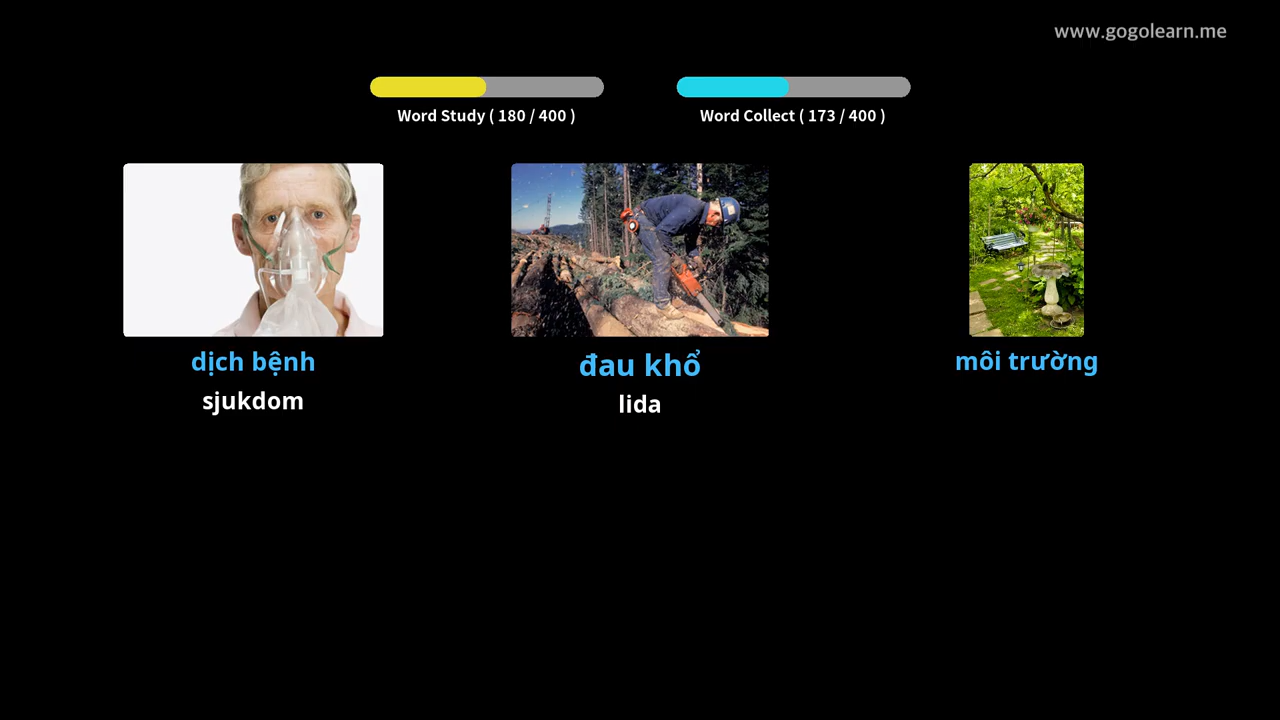 www.gogolearn.me
Word Study ( 180 / 400 )
Word Collect ( 173 / 400 )
dịch bệnh
đau khổ
môi trường
sjukdom
lida